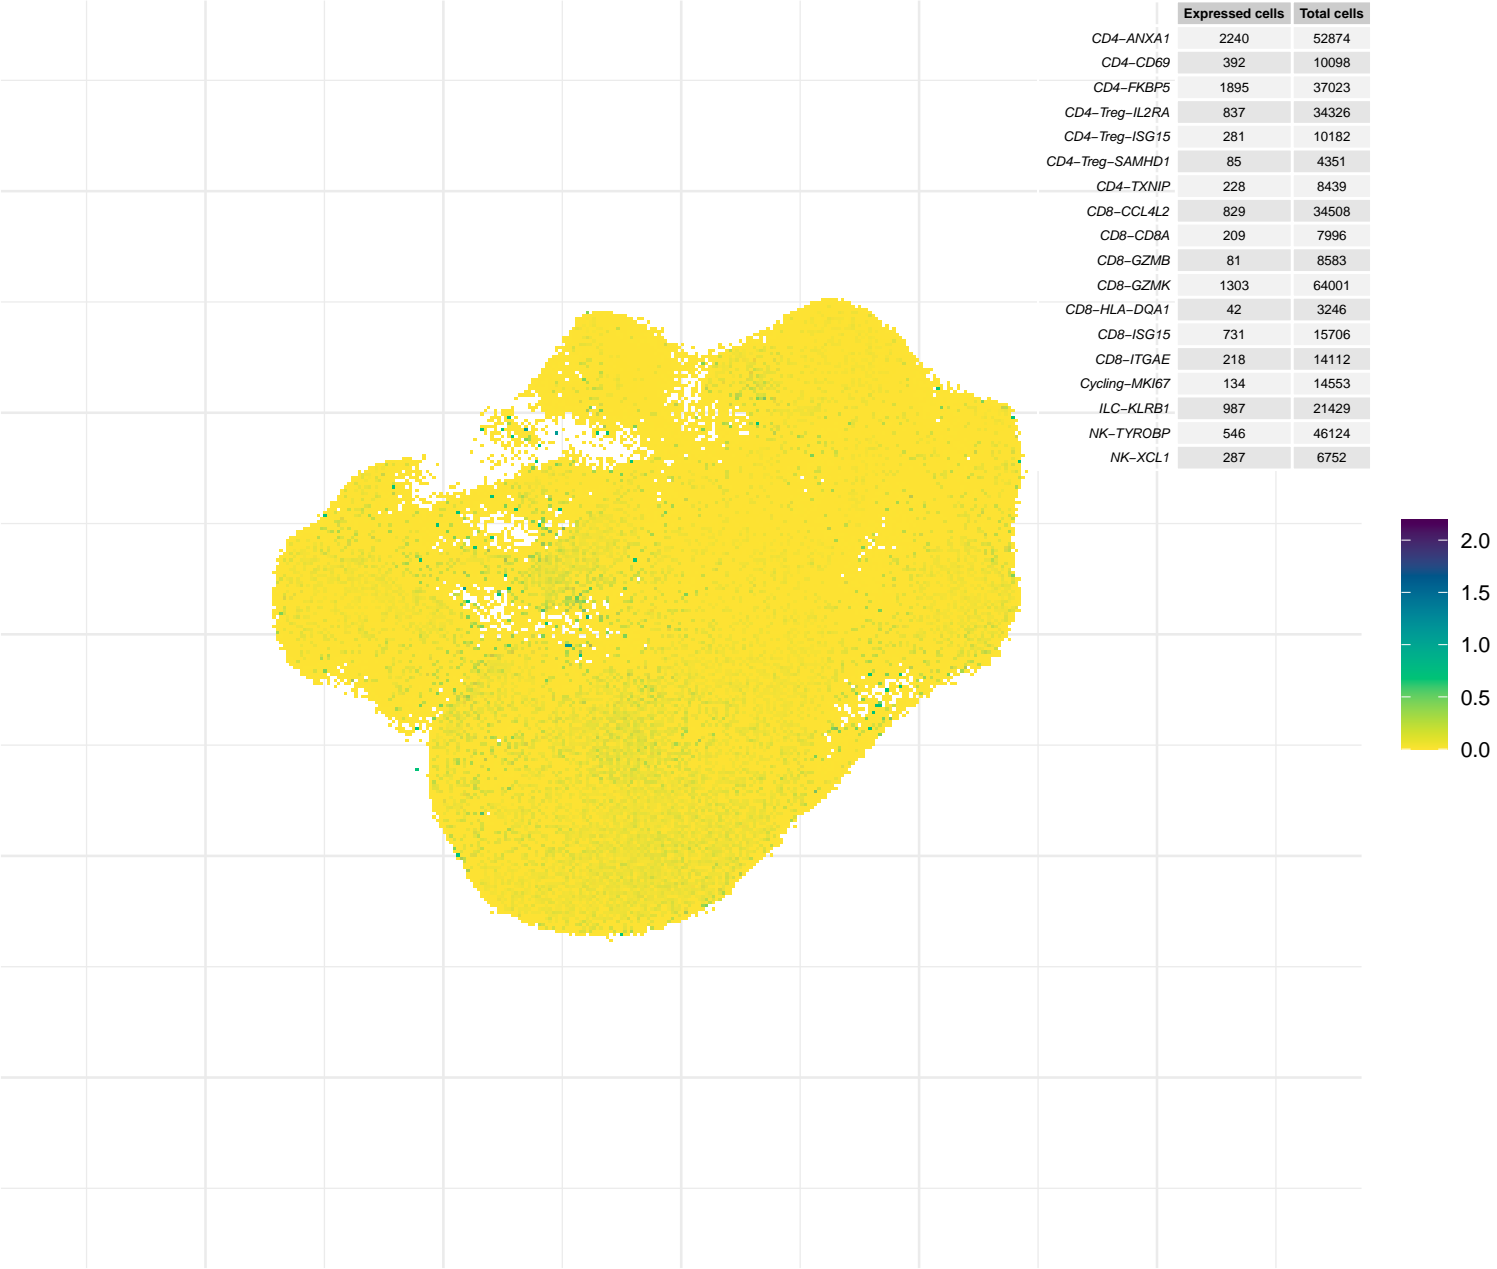 Expressed cells Total cells
CD4−ANXA1 2240 52874
CD4−CD69 392 10098
CD4−FKBP5 1895 37023
CD4−Treg−IL2RA 837 34326
CD4−Treg−ISG15 281 10182
CD4−Treg−SAMHD1 85 4351
CD4−TXNIP 228 8439
CD8−CCL4L2 829 34508
CD8−CD8A 209 7996
CD8−GZMB 81 8583
CD8−GZMK 1303 64001
CD8−HLA−DQA1 42 3246
CD8−ISG15 731 15706
CD8−ITGAE 218 14112
Cycling−MKI67 134 14553
ILC−KLRB1 987 21429
NK−TYROBP 546 46124
NK−XCL1 287 6752
2.0
1.5
1.0
0.5
0.0